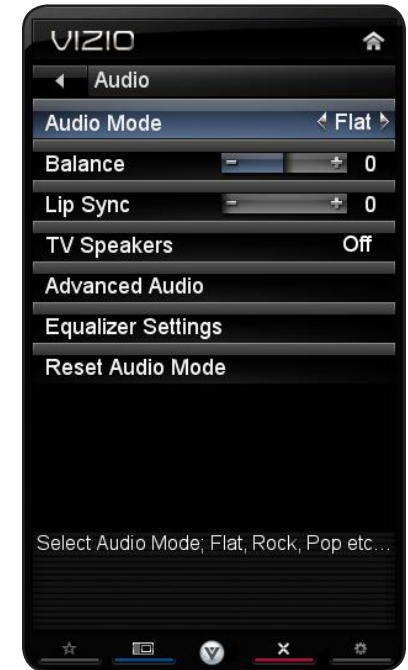 VIZIO
Audio
Audio Mode Flat
Balance - + 0
Lip Sync - + 0
TV Speakers Off
Advanced Audio
Equalizer Settings
Reset Audio Mode
Select Audio Mode; Flat, Rock, Pop etc...
V